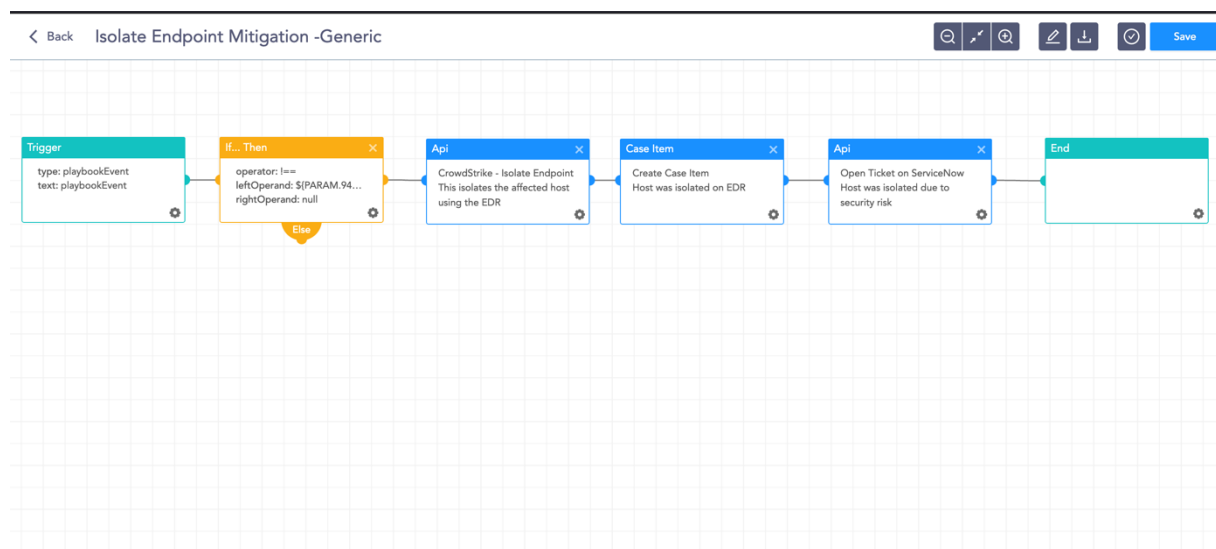 Back
Isolate Endpoint Mitigation -Generic
Save
Trigger
type: playbookEvent
text: playbookEvent
If... Then
operator: !==
leftOperand: ${PARAM.94...
rightOperand: null
Else
Api
CrowdStrike - Isolate Endpoint
This isolates the affected host
using the EDR
Case Item
Create Case Item
Host was isolated on EDR
Api
Open Ticket on ServiceNow
Host was isolated due to
security risk
End